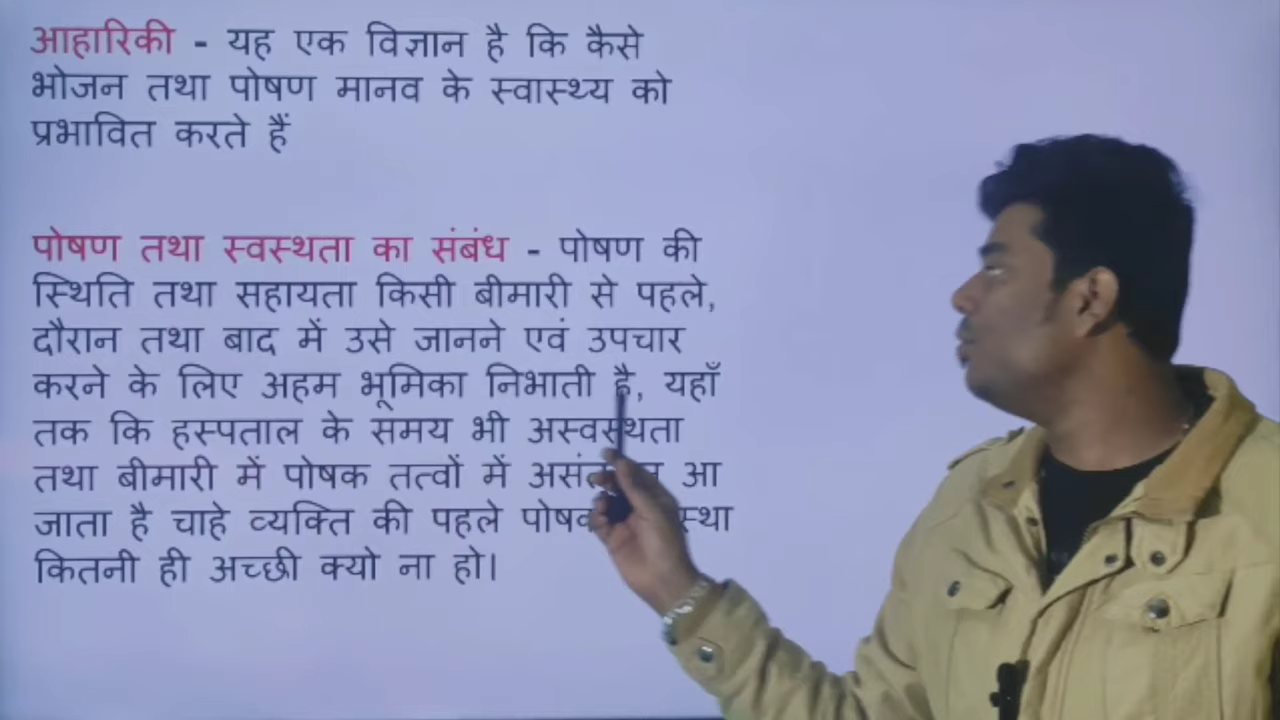 आहारिकी - यह एक विज्ञान है कि कैसे
भोजन तथा पोषण मानव के स्वास्थ्य को
प्रभावित करते हैं
पोषण तथा स्वस्थता का संबंध - पोषण की
स्थिति तथा सहायता किसी बीमारी से पहले,
दौरान तथा बाद में उसे जानने एवं उपचार
करने के लिए अहम भूमिका निभाती है, यहाँ
तक कि हस्पताल के समय भी अस्वस्थता
तथा बीमारी में पोषक तत्वों में आ
जाता है चाहे व्यक्ति की पहले
कितनी ही अच्छी क्यो ना हो।